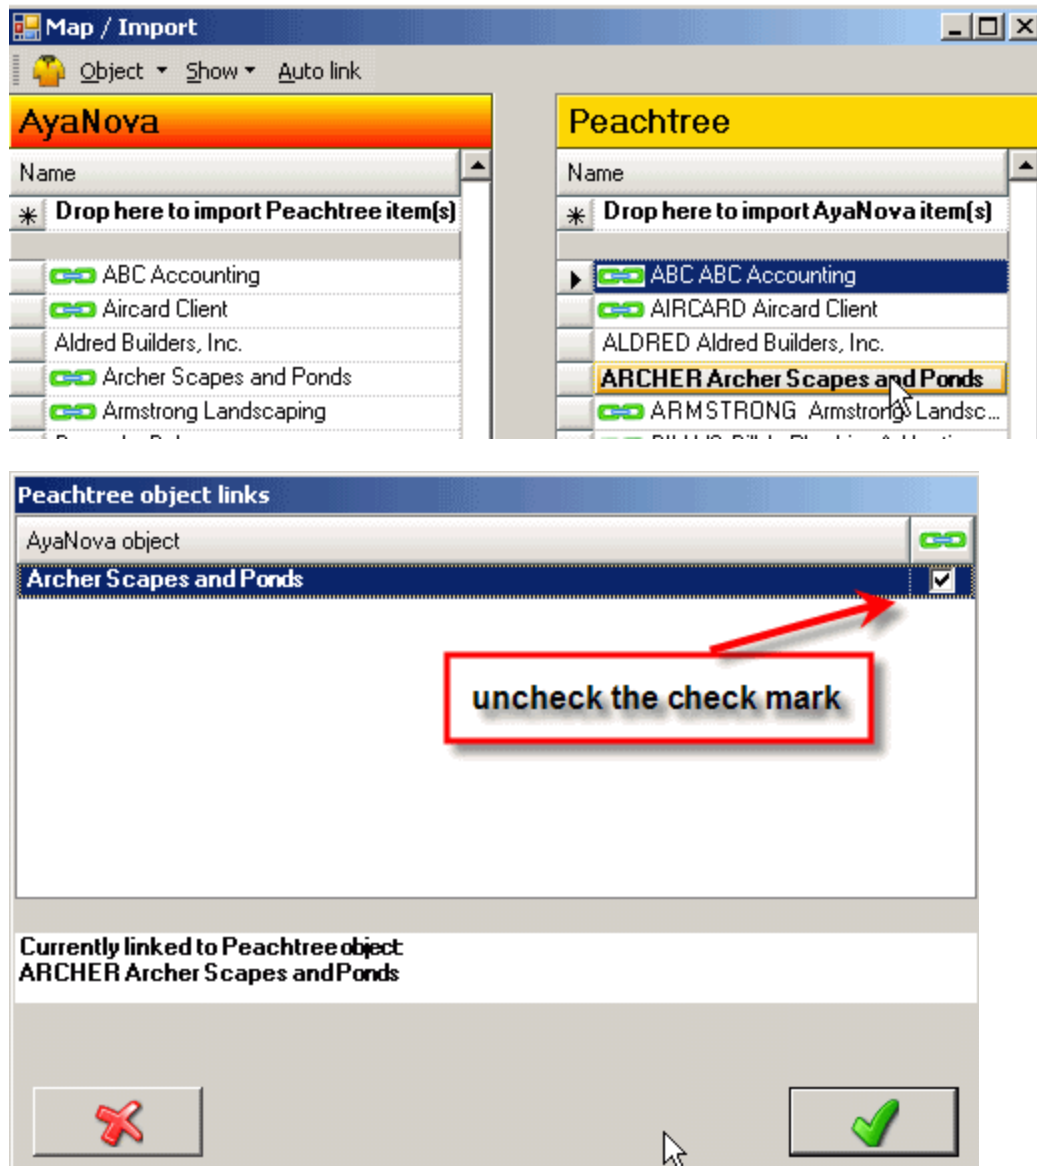 Map / Import
Object Show Auto link
AyaNova
Peachtree
Name
Name
Drop here to import Peachtree item(s)
Drop here to import AyaNova item(s)
ABC Accounting
ABC ABC Accounting
Aircard Client
AIRCARD Aircard Client
Aldred Builders, Inc.
ALDRED Aldred Builders, Inc.
Archer Scapes and Ponds
ARCHER Archer Scapes and Ponds
Armstrong Landscaping
ARMSTRONG Armstrong Landsc...
Peachtree object links
AyaNova object
Archer Scapes and Ponds
uncheck the check mark
Currently linked to Peachtree object:
ARCHER Archer Scapes and Ponds